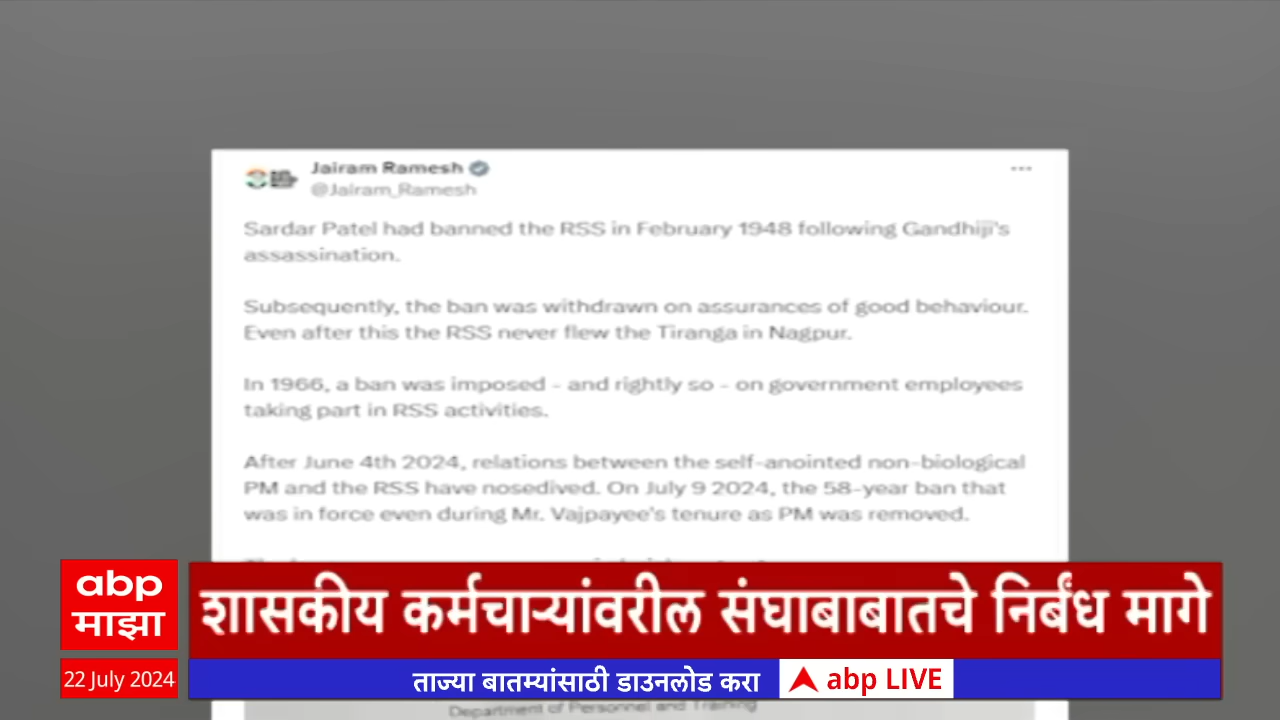 Jairam Ramesh
@Jairam_Ramesh
Sardar Patel had banned the RSS in February 1948 following Gandhiji's
assassination.
Subsequently, the ban was withdrawn on assurances of good behaviour.
Even after this the RSS never flew the Tiranga in Nagpur.
In 1966, a ban was imposed - and rightly so - on government employees
taking part in RSS activities.
After June 4th 2024, relations between the self-anointed non-biological
PM and the RSS have nosedived. On July 9 2024, the 58-year ban that
was in force even during Mr. Vajpayee's tenure as PM was removed.
abp
माझा
शासकीय कर्मचाऱ्यांवरील संघाबाबातचे निर्बंध मागे
22 July 2024
ताज्या बातम्यांसाठी डाउनलोड करा abp LIVE
Department of Personnel and Training